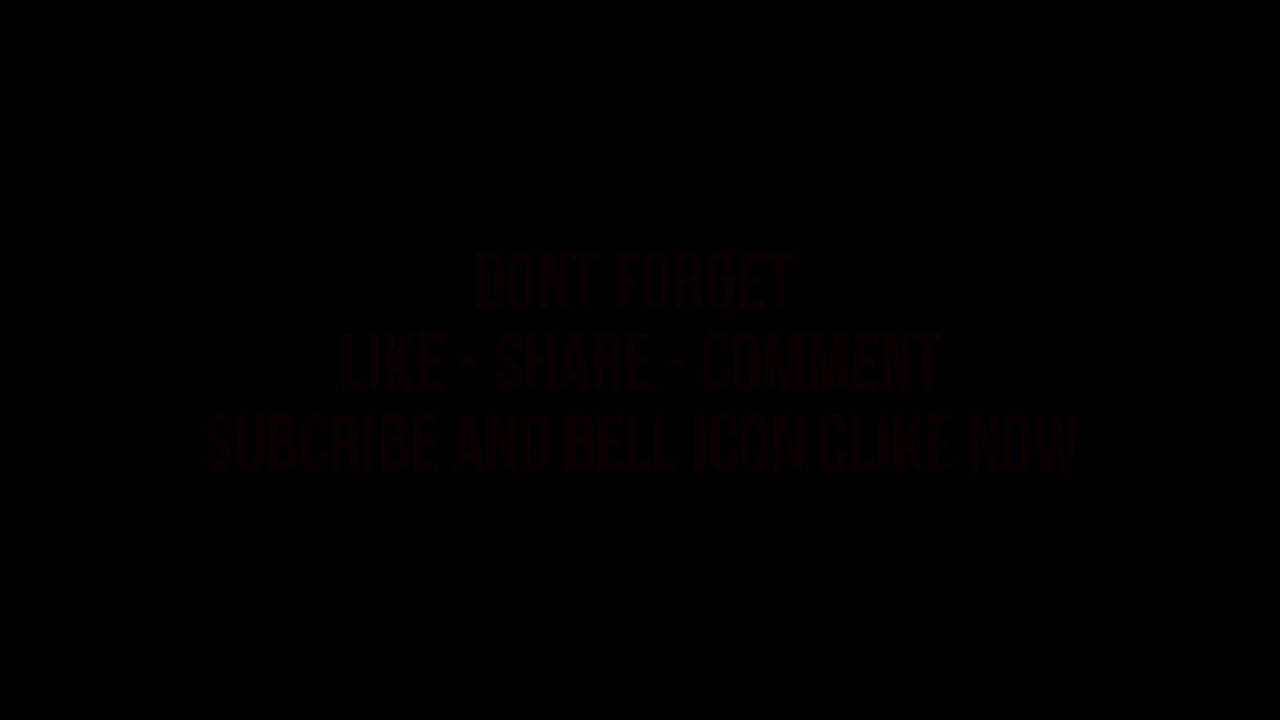 DONT FORGET
LIKE - SHARE - COMMENT
SUBCRIBE AND BELL ICON CLIKE NOW